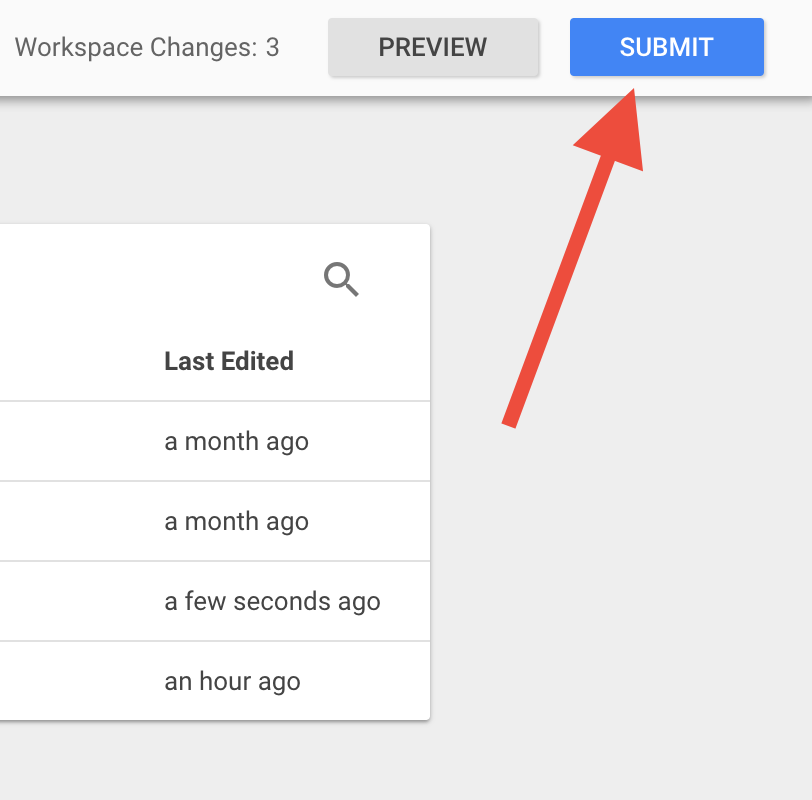 Workspace Changes: 3 PREVIEW SUBMIT
Last Edited
a month ago
a month ago
a few seconds ago
an hour ago